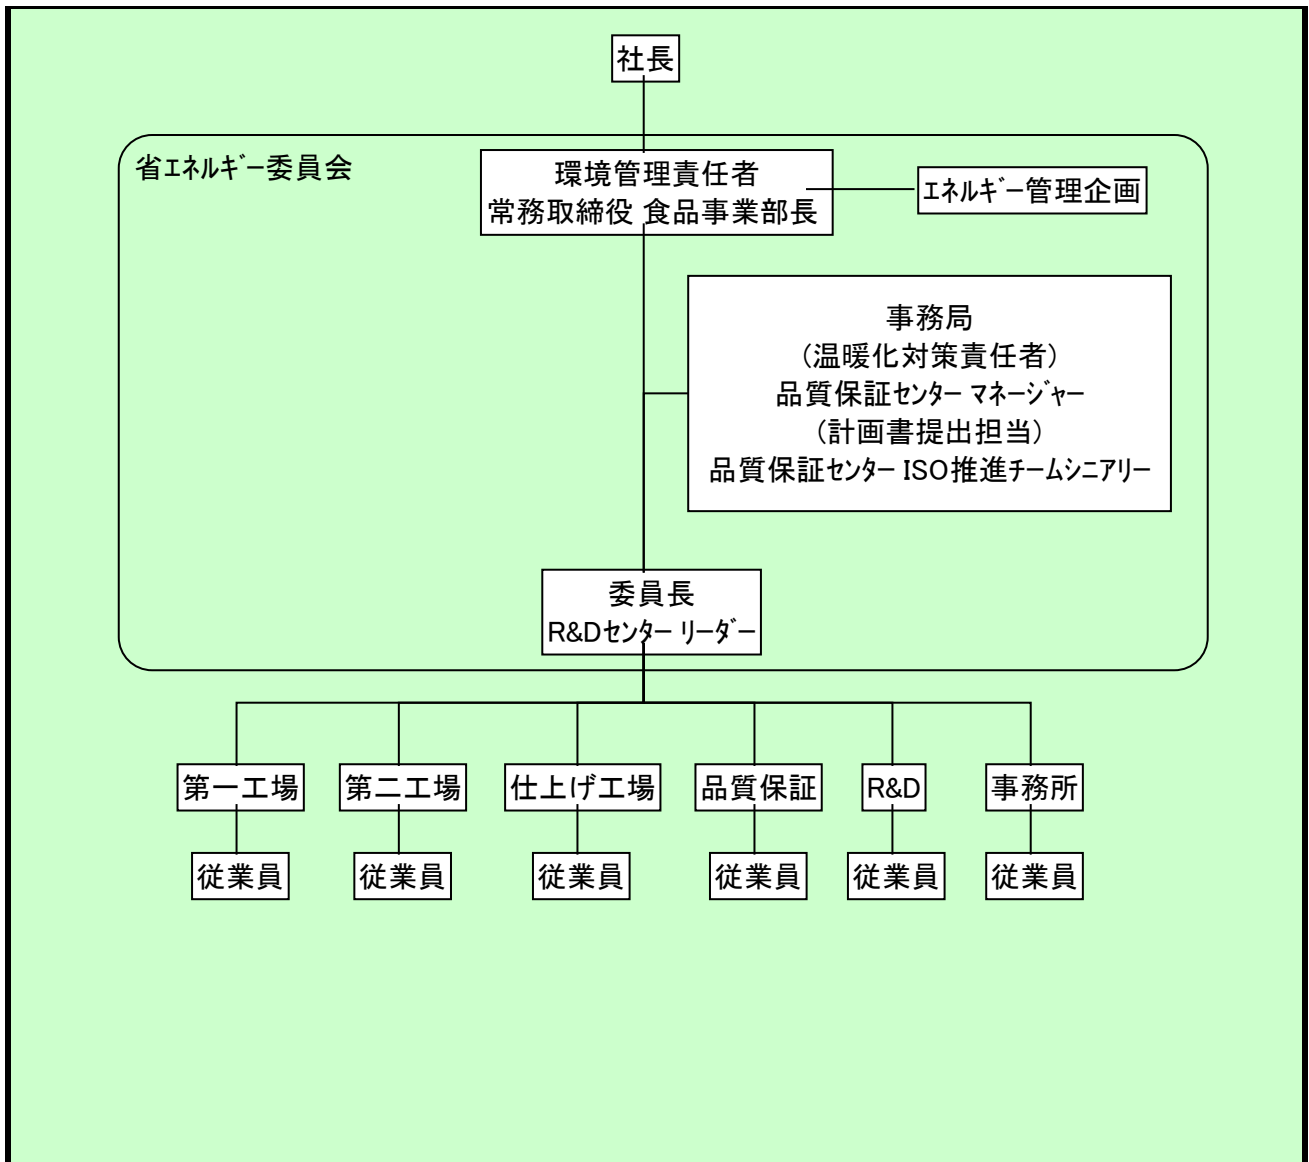 社長
省ｴﾈﾙｷﾞｰ委員会
環境管理責任者
常務取締役 食品事業部長
ｴﾈﾙｷﾞｰ管理企画
事務局
(温暖化対策責任者)
品質保証ｾﾝﾀｰ ﾏﾈｰｼﾞｬｰ
(計画書提出担当)
品質保証ｾﾝﾀｰ ISO推進ﾁｰﾑｼﾆｱﾘｰ
委員長
R&Dｾﾝﾀｰ ﾘｰﾀﾞｰ
第一工場 第二工場 仕上げ工場 品質保証 R&D 事務所
従業員 従業員 従業員 従業員 従業員 従業員